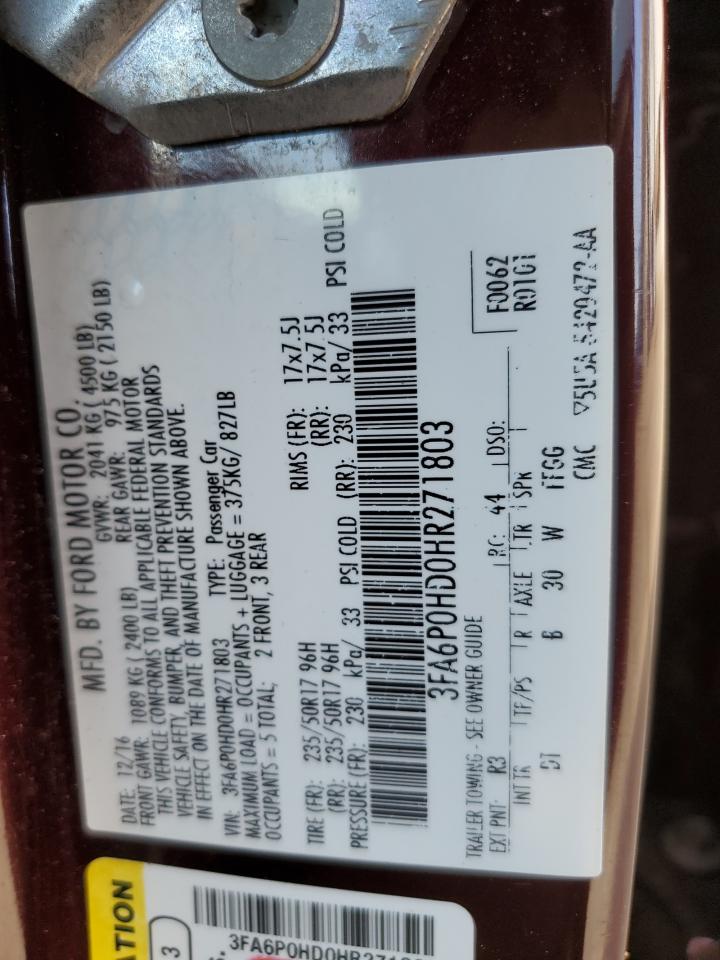 MFD. BY FORD MOTOR CO.
DATE: 12/16 GVWR: 2041 KG ( 4500 LB)
FRONT GAWR: 1089 KG ( 2400 LB) REAR GAWR: 975 KG ( 2150 LB)
THIS VEHICLE CONFORMS TO ALL APPLICABLE FEDERAL MOTOR
VEHICLE SAFETY, BUMPER, AND THEFT PREVENTION STANDARDS
IN EFFECT ON THE DATE OF MANUFACTURE SHOWN ABOVE.
VIN: 3FA6P0HD0HR271803 TYPE: Passenger Car
MAXIMUM LOAD = OCCUPANTS + LUGGAGE = 375KG/ 827LB
OCCUPANTS = 5 TOTAL; 2 FRONT, 3 REAR
TIRE (FR): 235/50R17 96H RIMS (FR): 17x7.5J
(RR): 235/50R17 96H (RR): 17x7.5J
PRESSURE (FR): 230 kPa/ 33 PSI COLD (RR): 230 kPa/ 33 PSI COLD
3FA6P0HD0HR271803
TRAILER TOWING - SEE OWNER GUIDE
F0062
R0101
EXT PNT: R3 RC: 44 DSO:
INT TR TP/PS R AXLE TR SPR
DT B 30 W
CMC
ATION
3
3FA6P0HD0HR2718